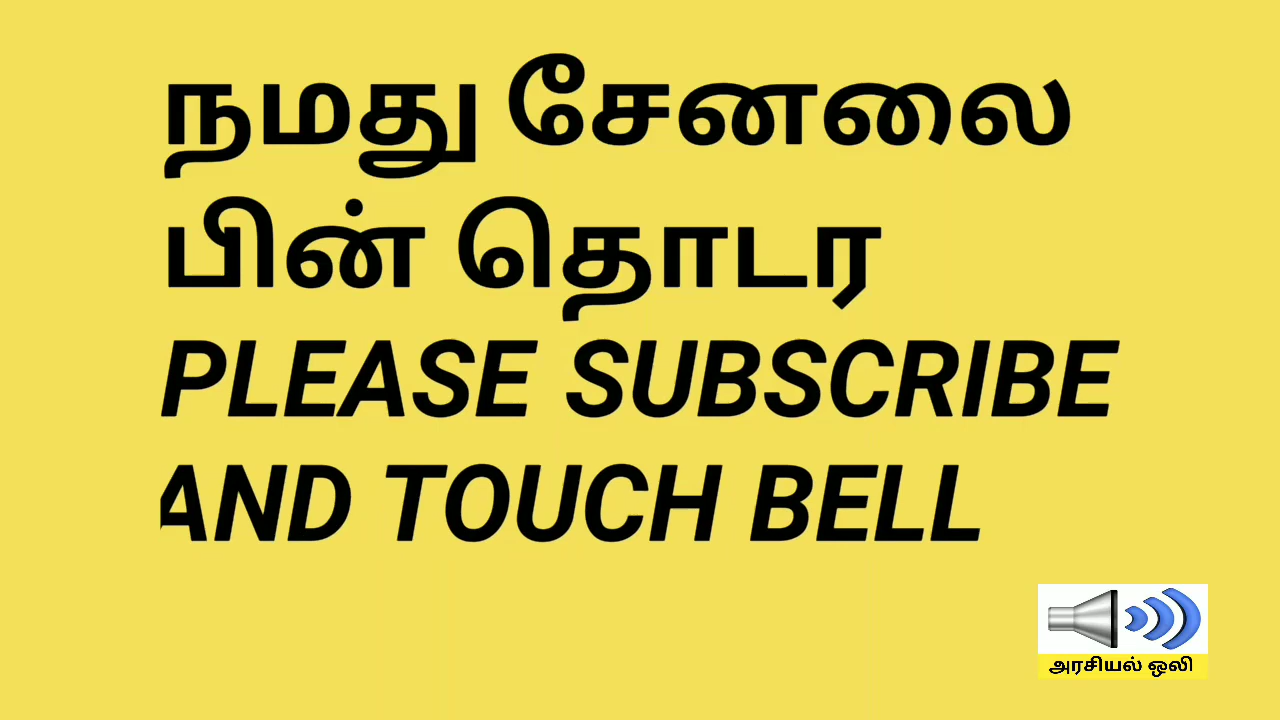 நமது சேனலை
பின் தொடர
PLEASE SUBSCRIBE
AND TOUCH BELL
அரசியல் ஒலி